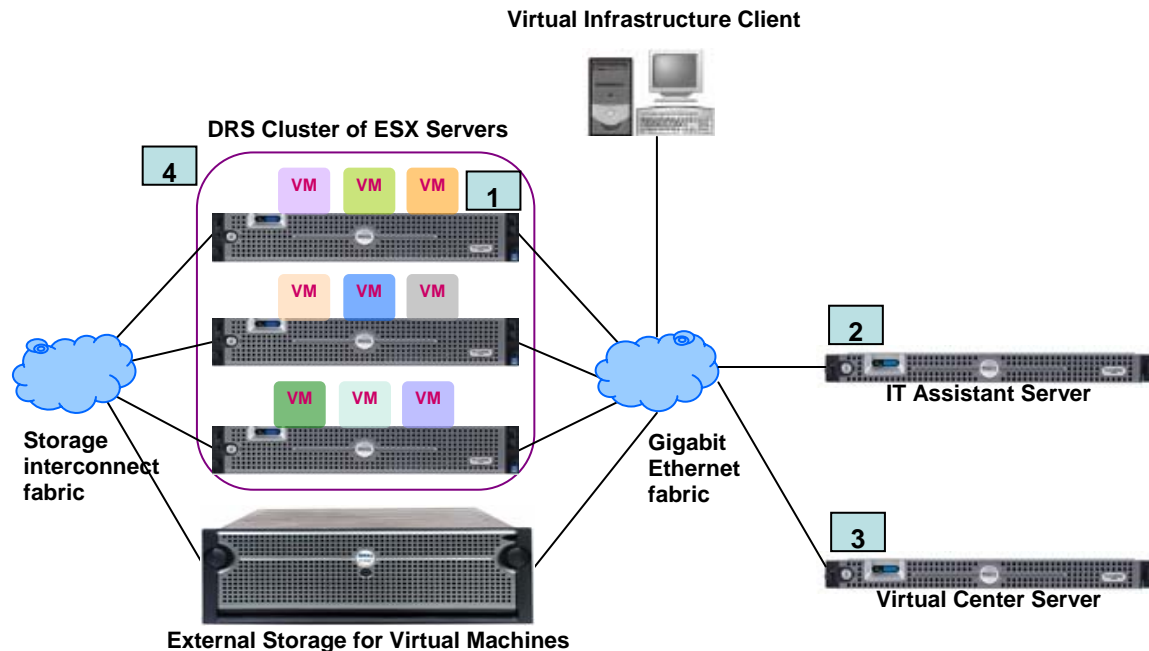 Virtual Infrastructure Client
DRS Cluster of ESX Servers
4
VM VM VM
1
VM VM VM
2
IT Assistant Server
VM VM VM
Storage
interconnect
fabric
Gigabit
Ethernet
fabric
3
Virtual Center Server
External Storage for Virtual Machines